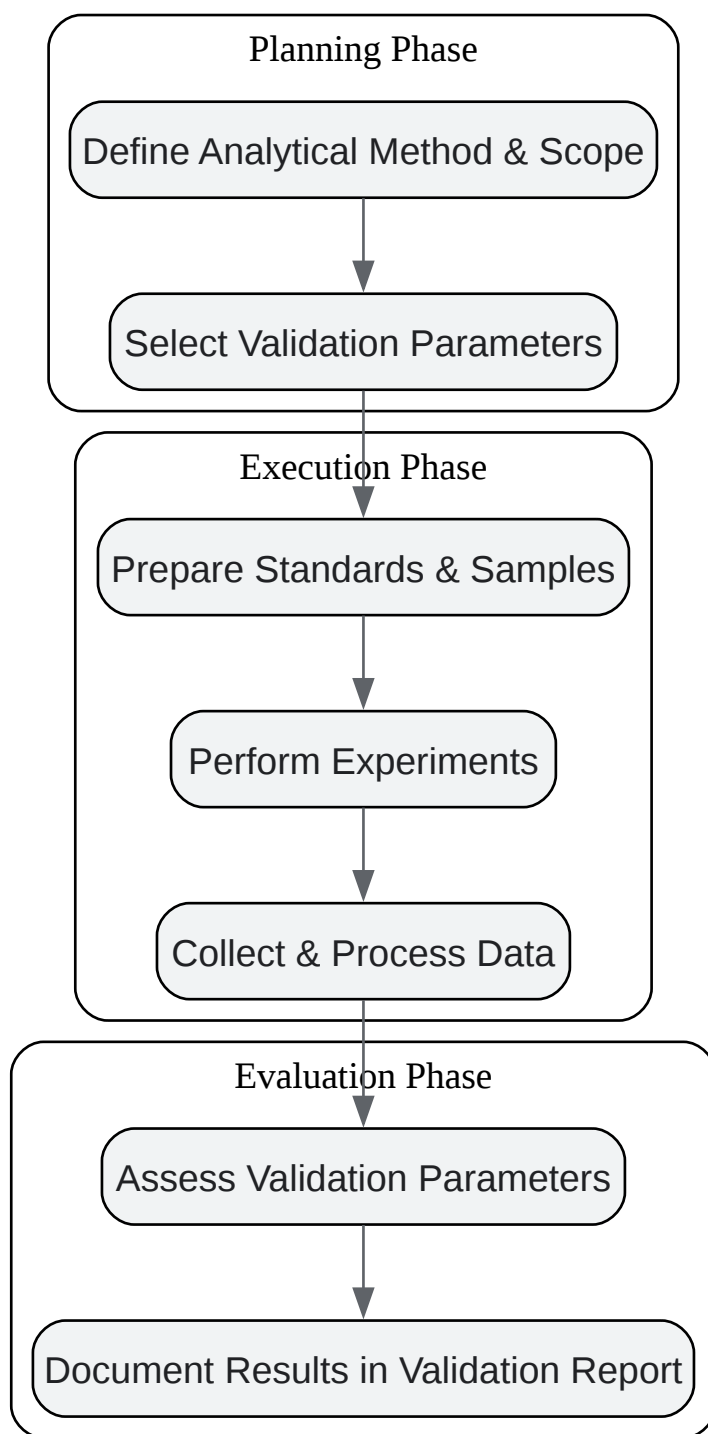 Planning Phase
Define Analytical Method & Scope
Select Validation Parameters
Execution Phase
Prepare Standards & Samples
Perform Experiments
Collect & Process Data
Evaluation Phase
Assess Validation Parameters
Document Results in Validation Report